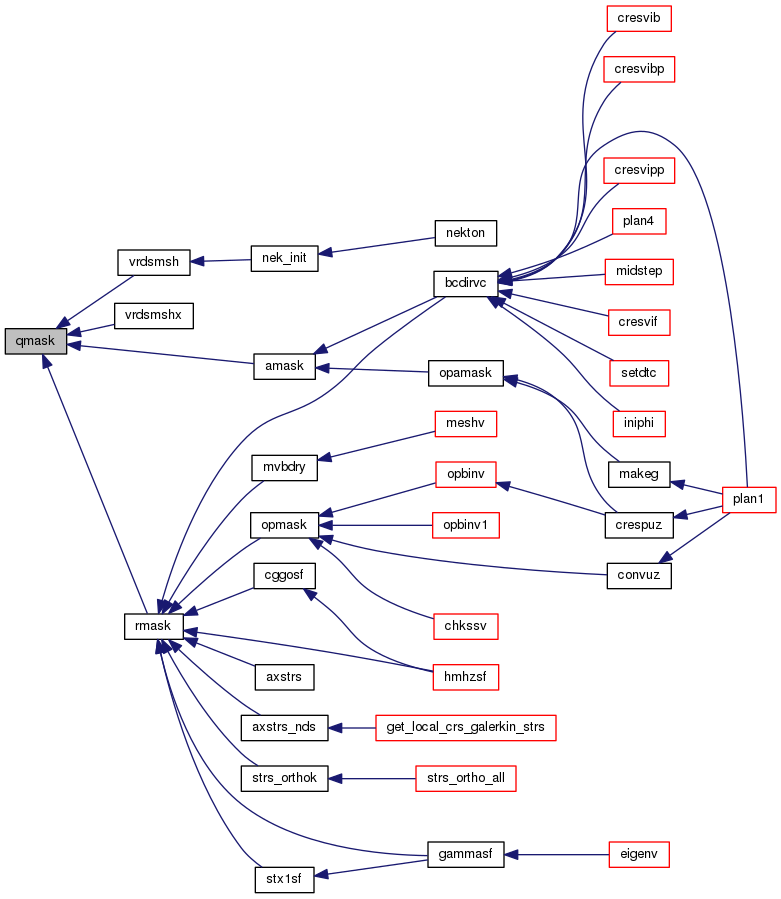 cresvib
cresvibp
cresvipp
plan4
nekton
vrdsmsh
nek_init
midstep
bcdirvc
vrdsmshx
cresvif
qmask
amask
opamask
setdtc
iniphi
meshv
mvbdry
opbinv
makeg
plan1
opmask
opbinv1
crespuz
cggosf
convuz
rmask
chkssv
axstrs
hmhzsf
axstrs_nds
get_local_crs_galerkin_strs
strs_orthok
strs_ortho_all
gammasf
eigenv
stx1sf